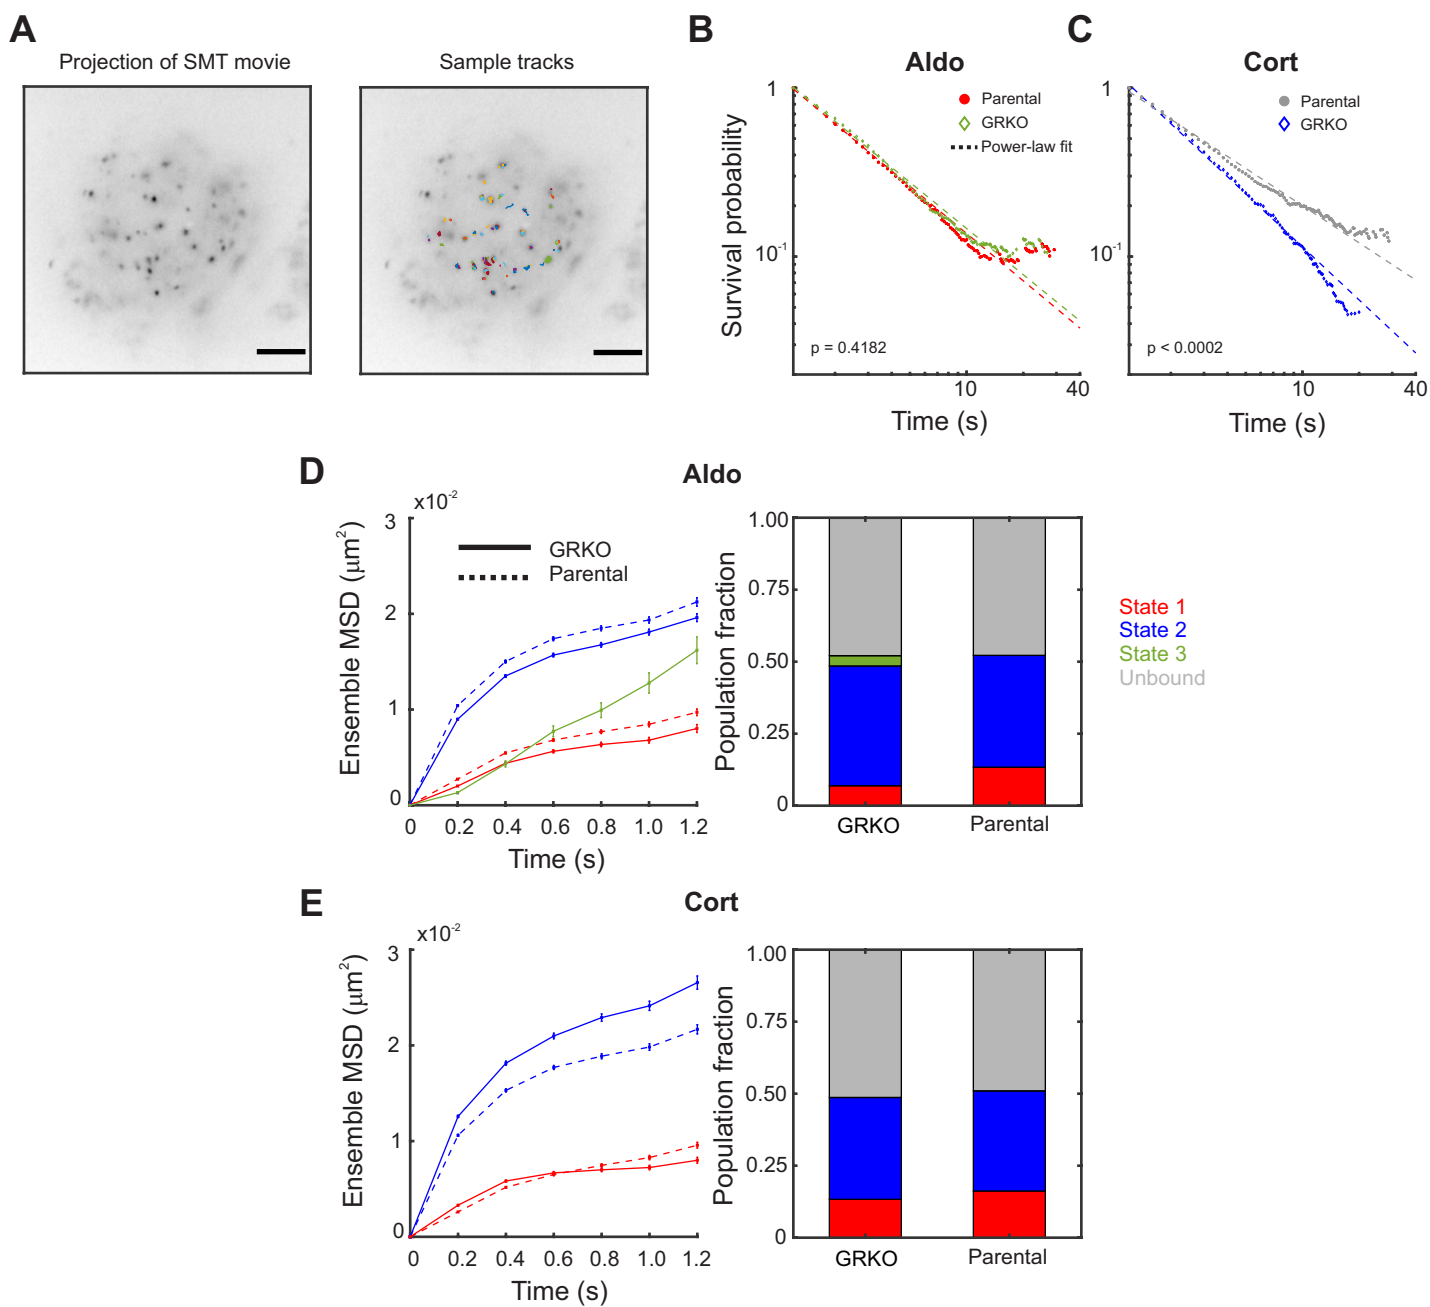 A
Projection of SMT movie
Sample tracks
B
Aldo
Survival probability
1
10-1
Parental
GRKO
Power-law fit
p = 0.4182
10
40
Time (s)
C
Cort
1
10-1
Parental
GRKO
p < 0.0002
10
40
Time (s)
D
Aldo
x10-2
Ensemble MSD (μm2)
3
2
1
0
GRKO
Parental
0 0.2 0.4 0.6 0.8 1.0 1.2
Time (s)
Population fraction
1.00
0.75
0.50
0.25
0
GRKO
Parental
State 1
State 2
State 3
Unbound
E
Cort
x10-2
Ensemble MSD (μm2)
3
2
1
0
0 0.2 0.4 0.6 0.8 1.0 1.2
Time (s)
Population fraction
1.00
0.75
0.50
0.25
0
GRKO
Parental